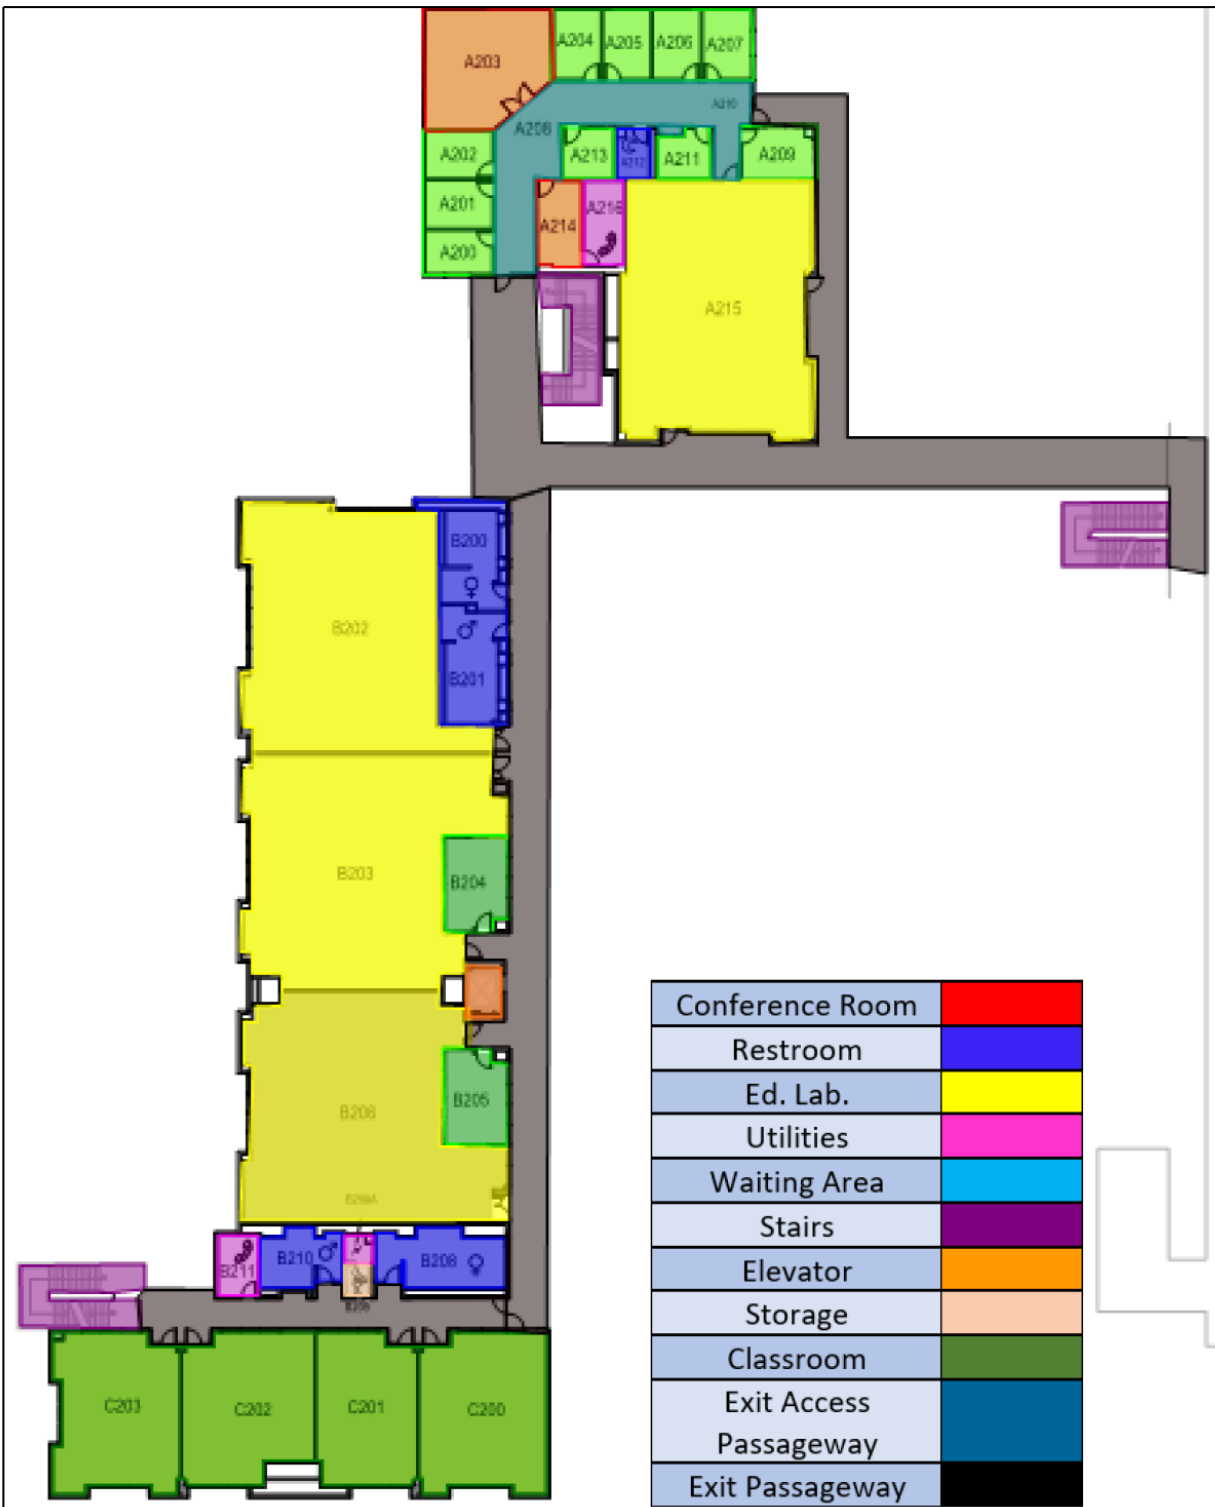 A204 A205 A206 A207
A203
A210
A208
A202 A213 A212 A211 A209
A201 A216
A214
A200
A215
B200
B202
B201
B203
B204
B205
B206
B210 B208
B211
C203 C202 C201 C200
Conference Room
Restroom
Ed. Lab.
Utilities
Waiting Area
Stairs
Elevator
Storage
Classroom
Exit Access
Passageway
Exit Passageway